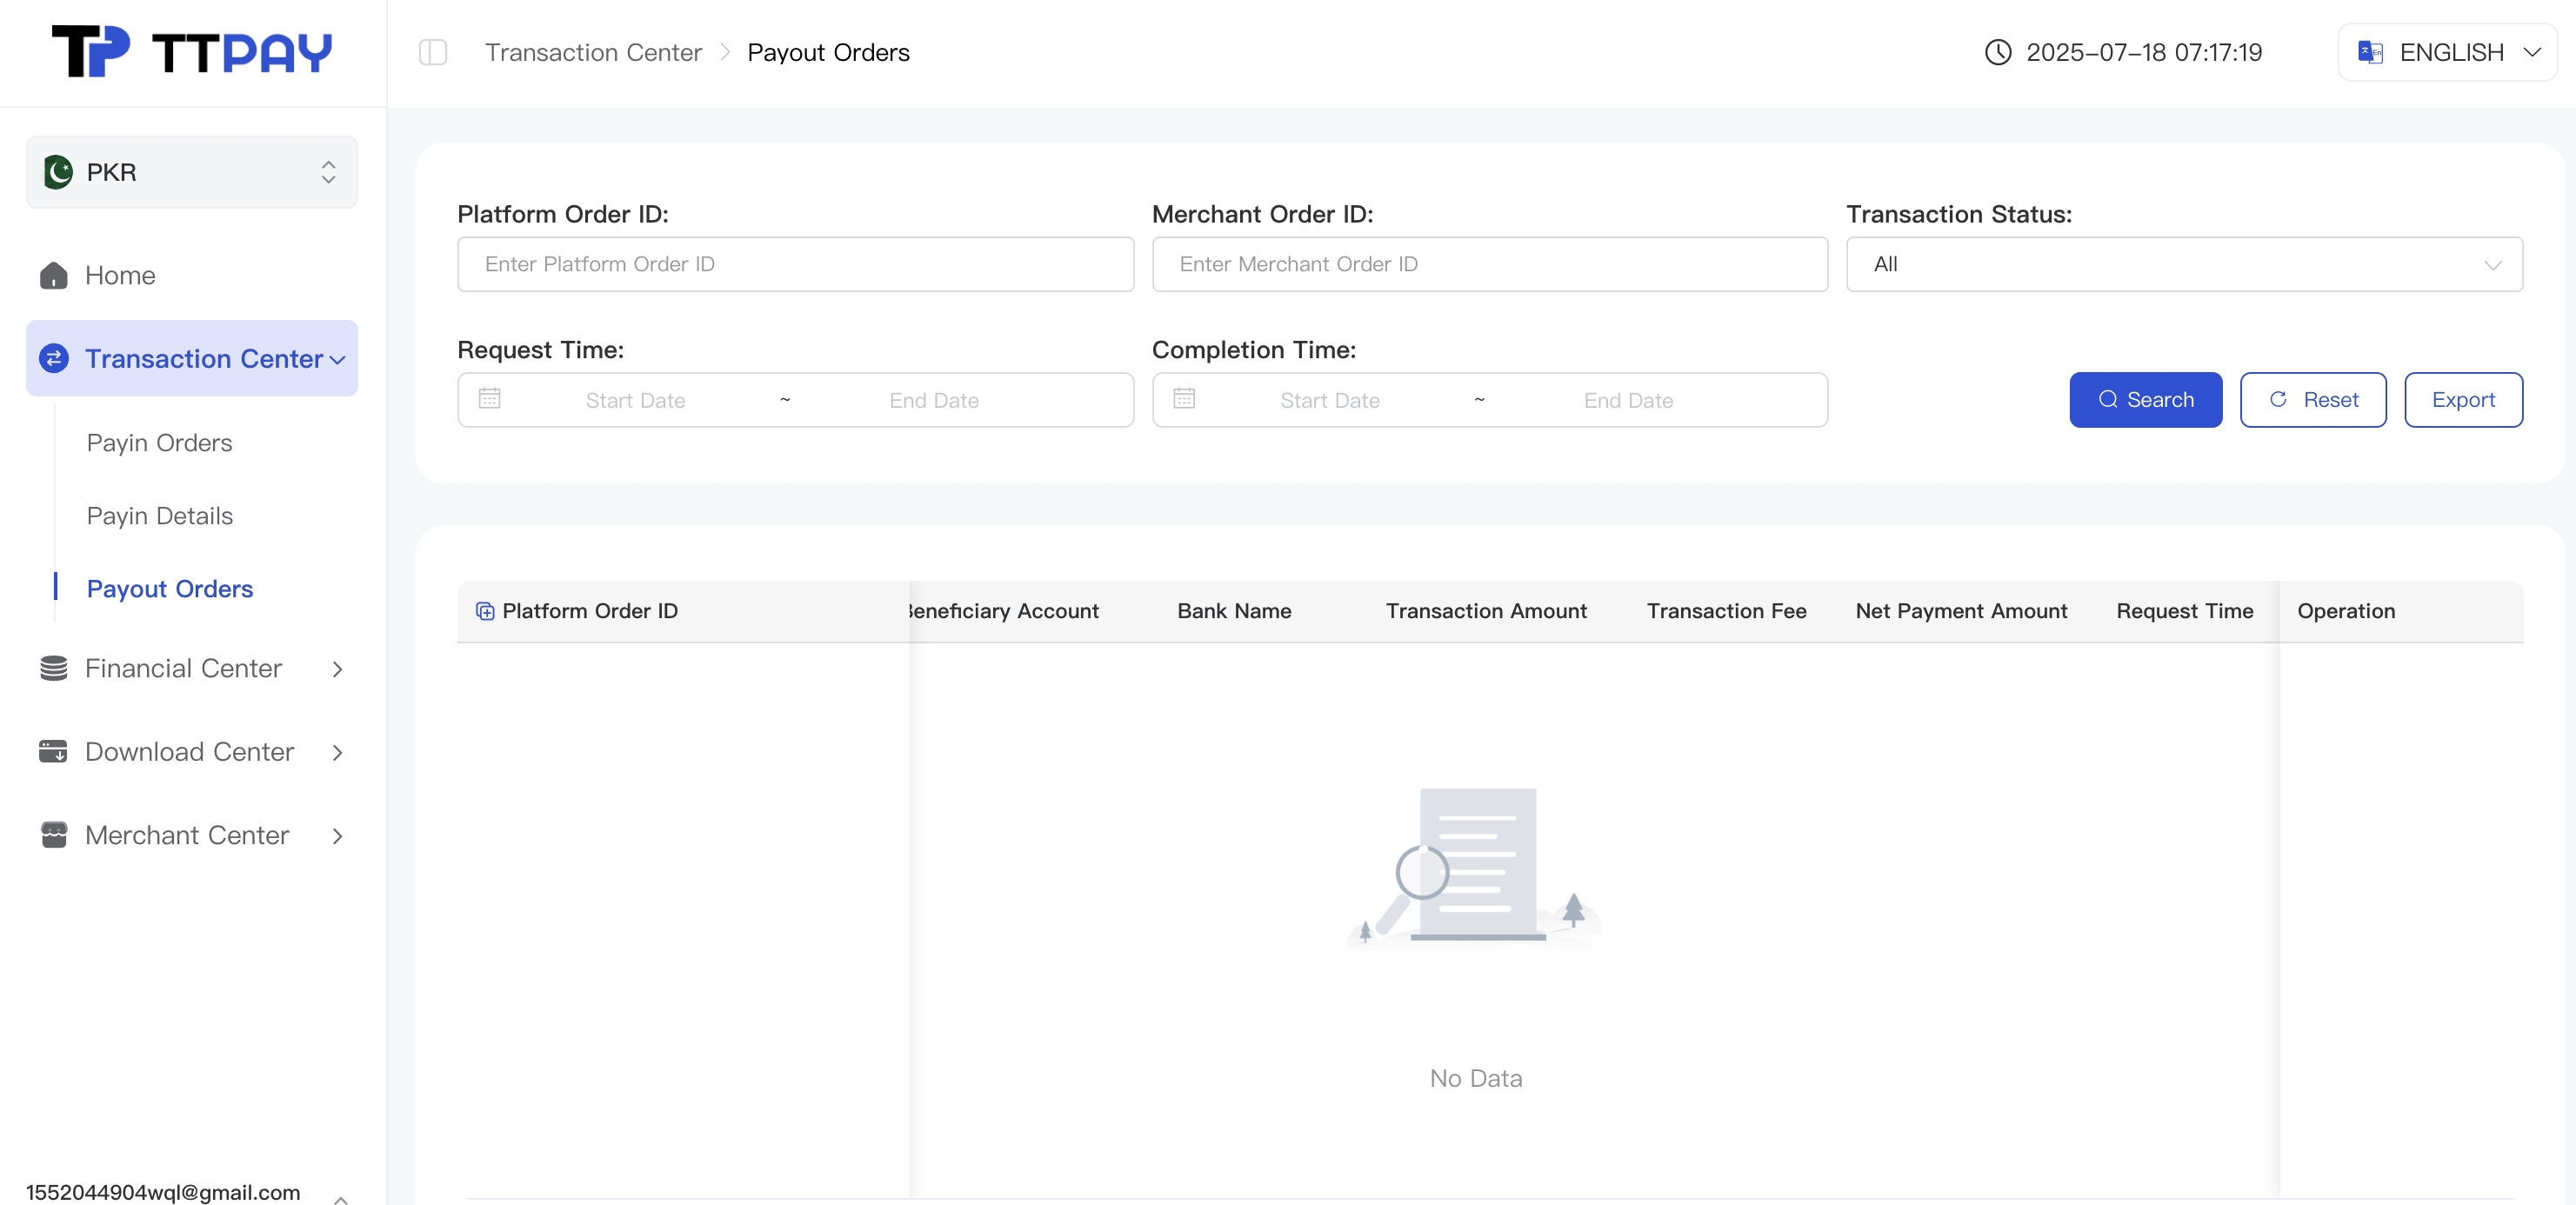 TP TTPAY
Transaction Center > Payout Orders
2025-07-18 07:17:19
ENGLISH
PKR
Home
Transaction Center
Payin Orders
Payin Details
Payout Orders
Financial Center
Download Center
Merchant Center
1552044904wql@gmail.com
Platform Order ID:
Enter Platform Order ID
Merchant Order ID:
Enter Merchant Order ID
Transaction Status:
All
Request Time:
Start Date ~ End Date
Completion Time:
Start Date ~ End Date
Search
Reset
Export
Platform Order ID Beneficiary Account Bank Name Transaction Amount Transaction Fee Net Payment Amount Request Time Operation
No Data